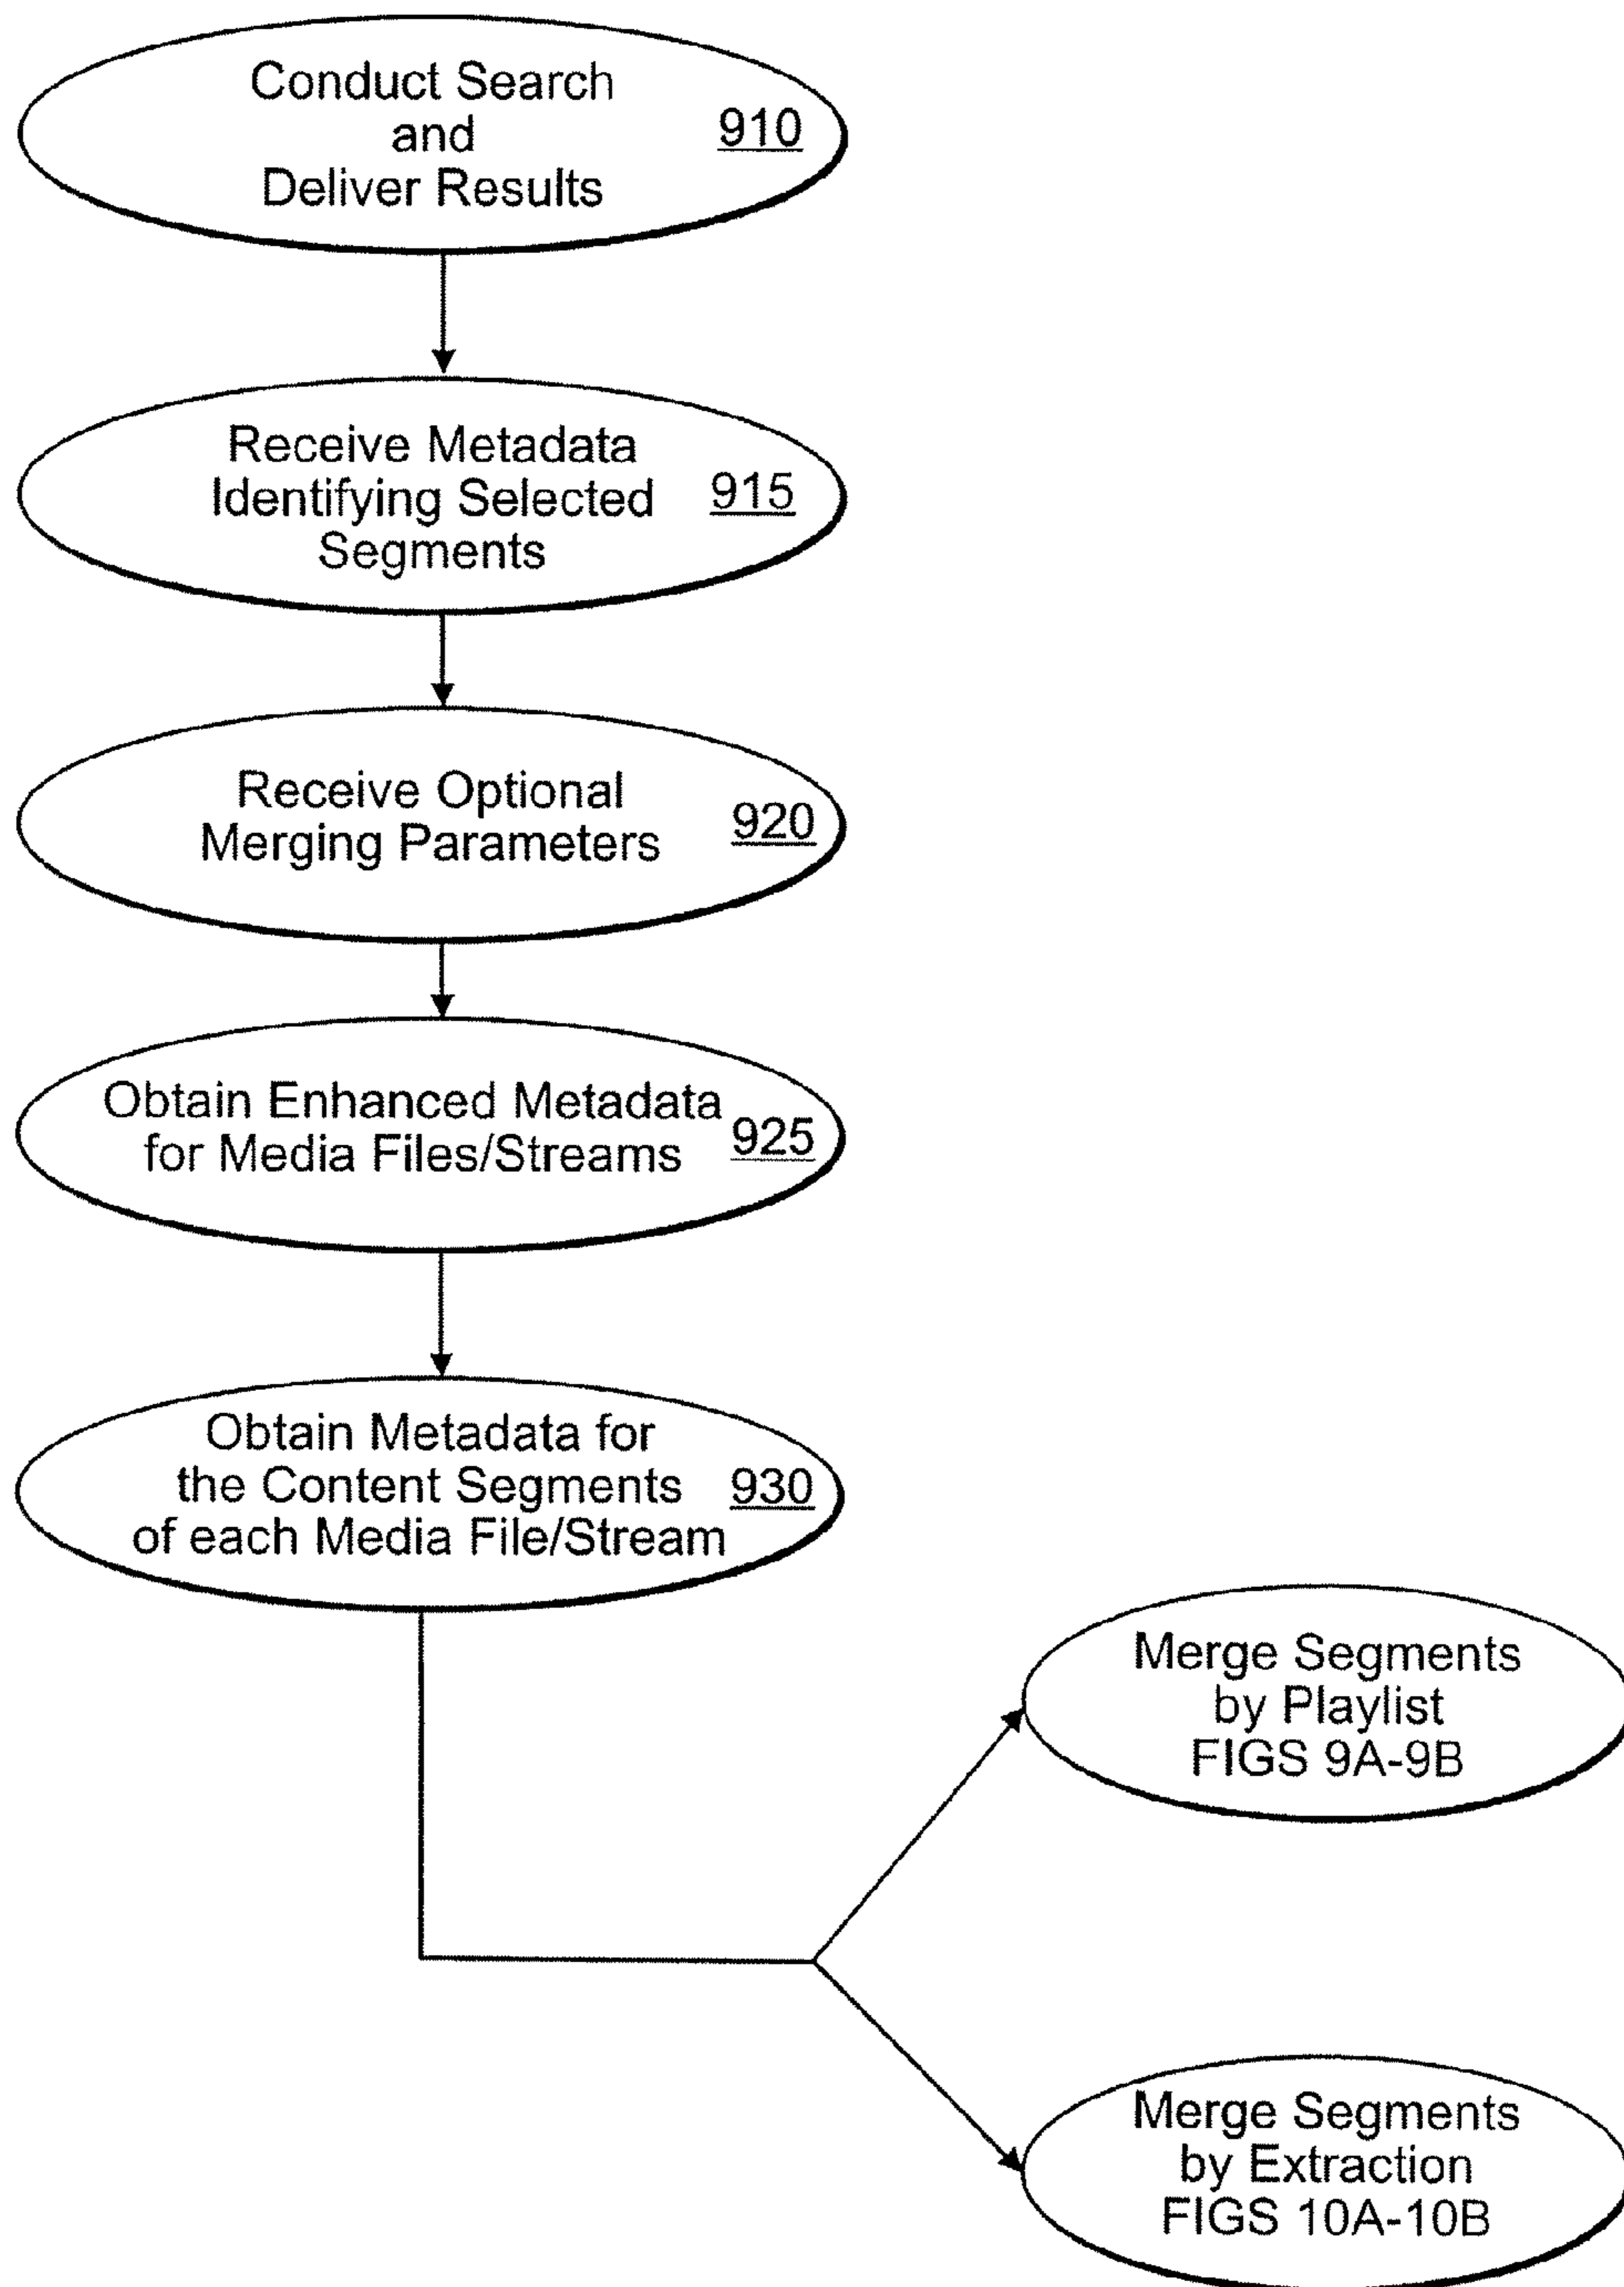 Conduct Search
and
Deliver Results
910
Receive Metadata
Identifying Selected
Segments
915
Receive Optional
Merging Parameters
920
Obtain Enhanced Metadata
for Media Files/Streams
925
Obtain Metadata for
the Content Segments
of each Media File/Stream
930
Merge Segments
by Playlist
FIGS 9A-9B
Merge Segments
by Extraction
FIGS 10A-10B